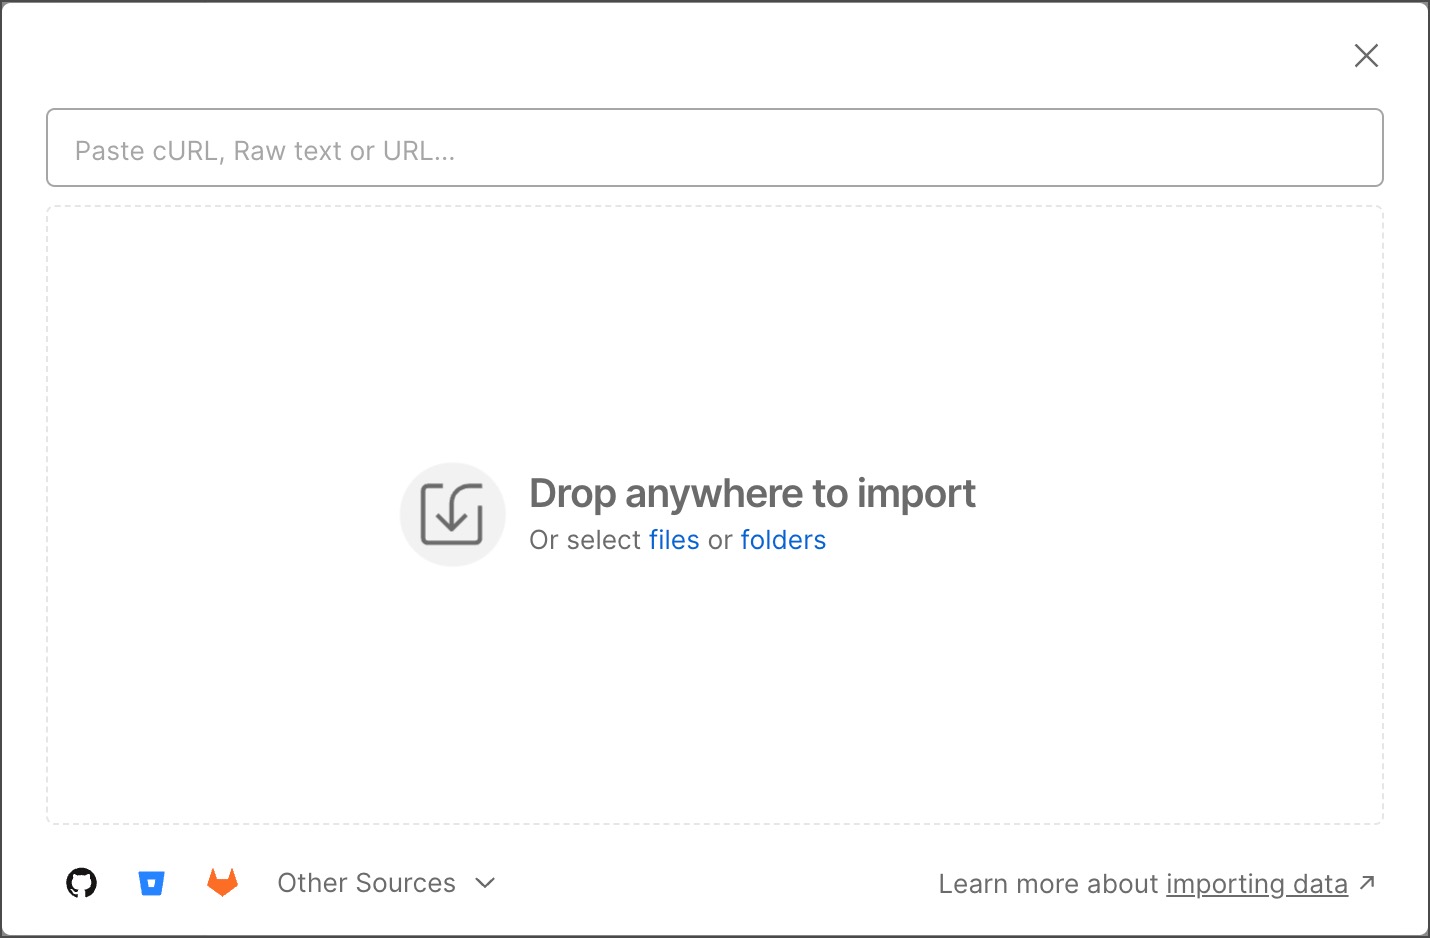 Paste cURL, Raw text or URL...
Drop anywhere to import
Or select files or folders
Other Sources
Learn more about importing data